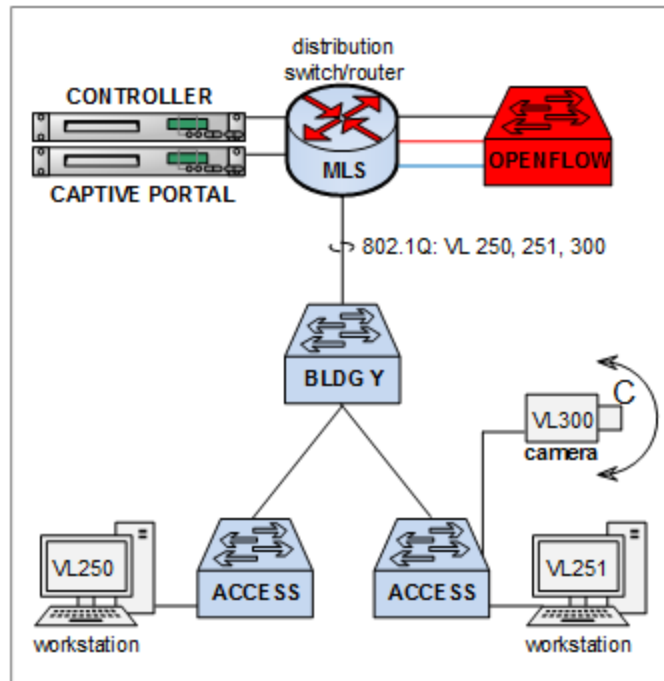 distribution
switch/router
CONTROLLER
CAPTIVE PORTAL
MLS
OPENFLOW
802.1Q: VL 250, 251, 300
BLDG Y
C
VL300
camera
VL250
ACCESS
ACCESS
VL251
workstation
workstation